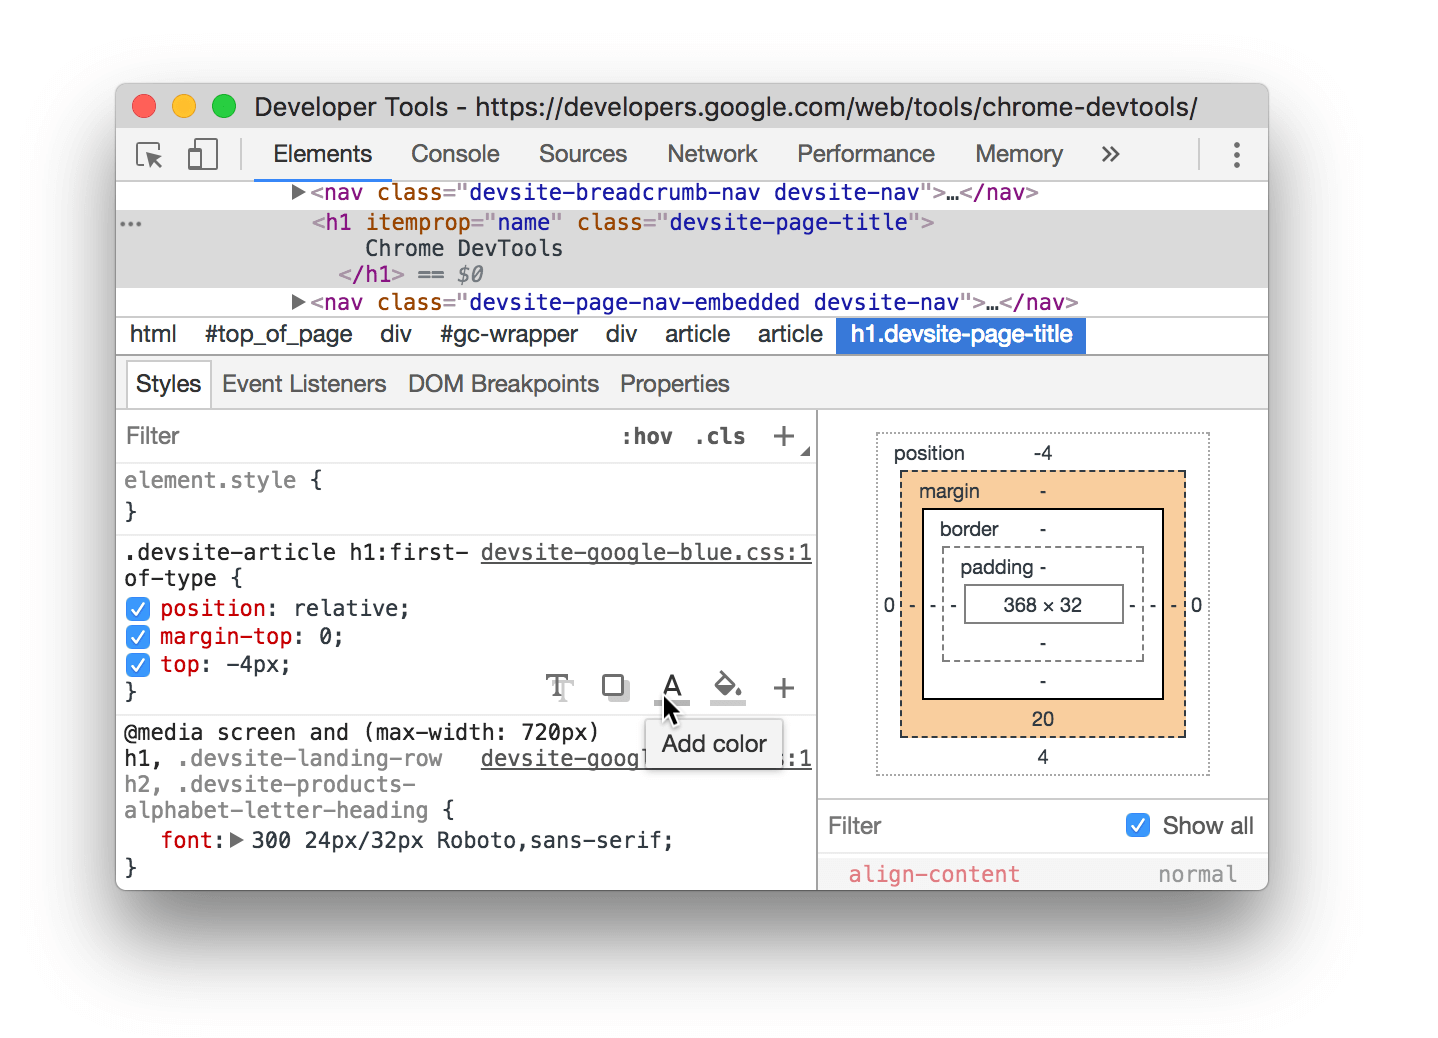 Developer Tools - https://developers.google.com/web/tools/chrome-devtools/
Elements Console Sources Network Performance Memory »
▶<nav class="devsite-breadcrumb-nav devsite-nav">…</nav>
… <h1 itemprop="name" class="devsite-page-title">
Chrome DevTools
</h1> == $0
▶<nav class="devsite-page-nav-embedded devsite-nav">…</nav>
html #top_of_page div #gc-wrapper div article article h1.devsite-page-title
Styles Event Listeners DOM Breakpoints Properties
Filter :hov .cls +
element.style {
}
.devsite-article h1:first- devsite-google-blue.css:1
of-type {
position: relative;
margin-top: 0;
top: -4px;
}
A +
Add color
@media screen and (max-width: 720px)
h1, .devsite-landing-row devsite-goog s:1
h2, .devsite-products-
alphabet-letter-heading {
font:▶300 24px/32px Roboto,sans-serif;
}
position -4
margin -
border -
padding -
0 - - - 368 × 32 - - - 0
-
-
20
4
Filter Show all
align-content normal